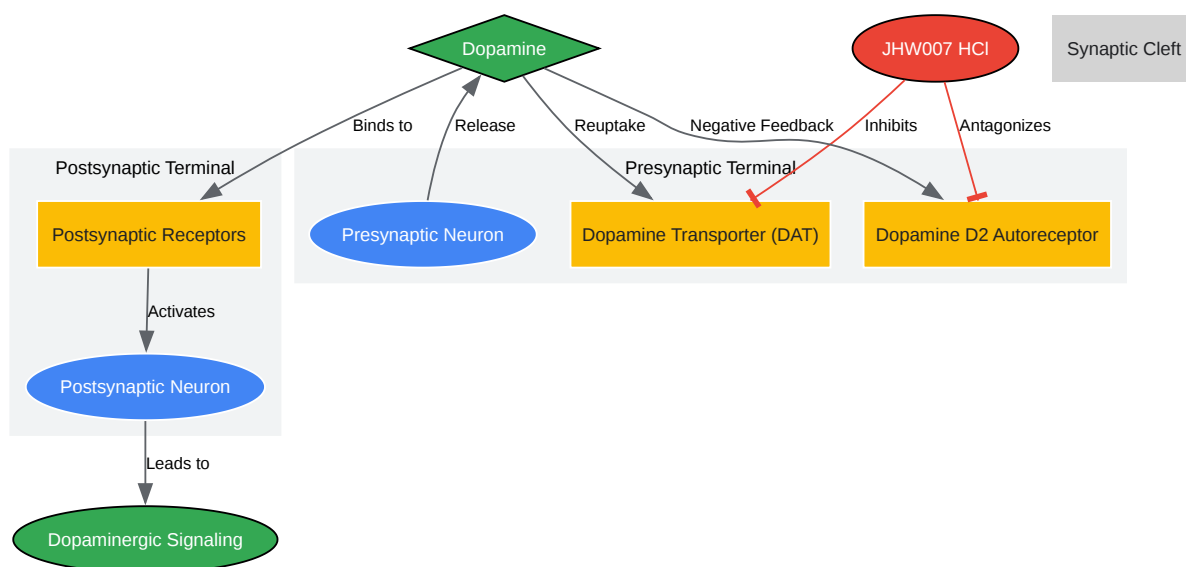 Dopamine
JHW007 HCl
Synaptic Cleft
Binds to
Release
Reuptake
Negative Feedback
Inhibits
Antagonizes
Postsynaptic Terminal
Presynaptic Terminal
Postsynaptic Receptors
Presynaptic Neuron
Dopamine Transporter (DAT)
Dopamine D2 Autoreceptor
Activates
Postsynaptic Neuron
Leads to
Dopaminergic Signaling